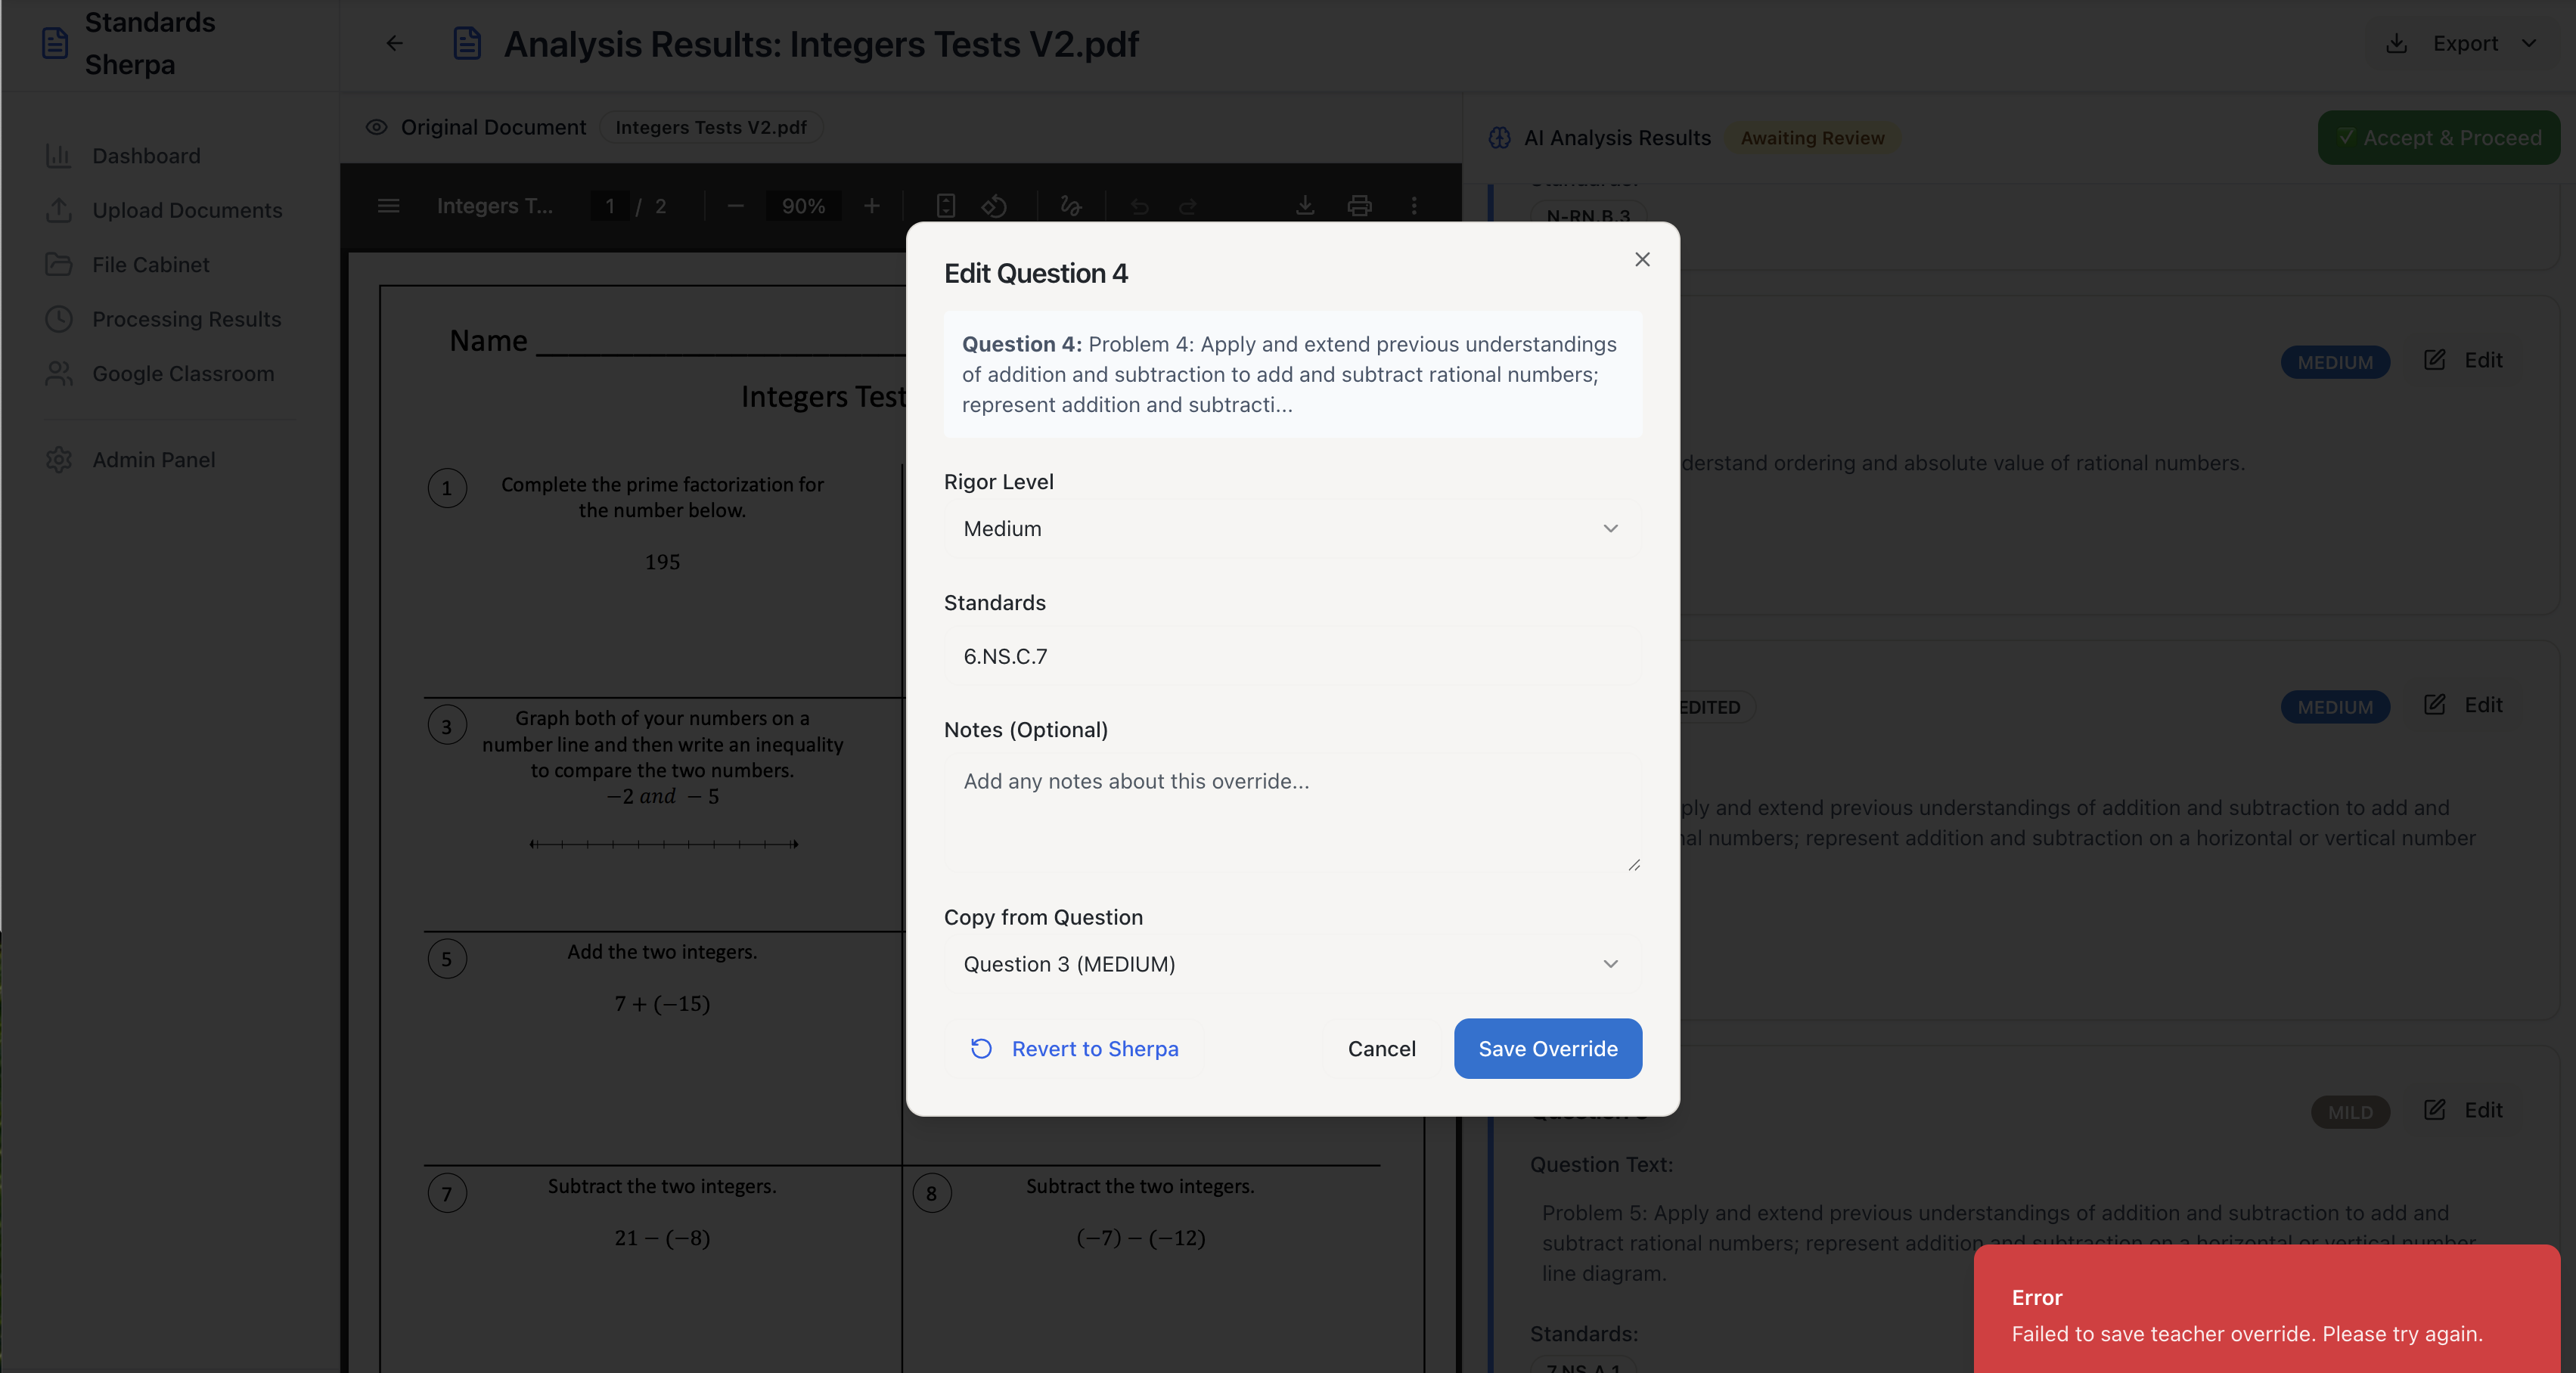 Standards
Sherpa
Analysis Results: Integers Tests V2.pdf
Export
Dashboard
Upload Documents
File Cabinet
Processing Results
Google Classroom
Admin Panel
Original Document
Integers Tests V2.pdf
Integers T...
1 / 2
90%
Name
Integers Test
1
Complete the prime factorization for
the number below.
195
3
Graph both of your numbers on a
number line and then write an inequality
to compare the two numbers.
−2 and − 5
5
Add the two integers.
7 + (−15)
7
Subtract the two integers.
21 − (−8)
8
Subtract the two integers.
(−7) − (−12)
Edit Question 4
Question 4: Problem 4: Apply and extend previous understandings
of addition and subtraction to add and subtract rational numbers;
represent addition and subtracti...
Rigor Level
Medium
Standards
6.NS.C.7
Notes (Optional)
Add any notes about this override...
Copy from Question
Question 3 (MEDIUM)
Revert to Sherpa
Cancel
Save Override
AI Analysis Results
Awaiting Review
✓ Accept & Proceed
N-RN.B.3
MEDIUM
Edit
derstand ordering and absolute value of rational numbers.
EDITED
MEDIUM
Edit
ply and extend previous understandings of addition and subtraction to add and
nal numbers; represent addition and subtraction on a horizontal or vertical number
MILD
Edit
Question Text:
Problem 5: Apply and extend previous understandings of addition and subtraction to add and
subtract rational numbers; represent addition and subtraction on a horizontal or vertical number
line diagram.
Standards:
7.NS.A.1
Error
Failed to save teacher override. Please try again.